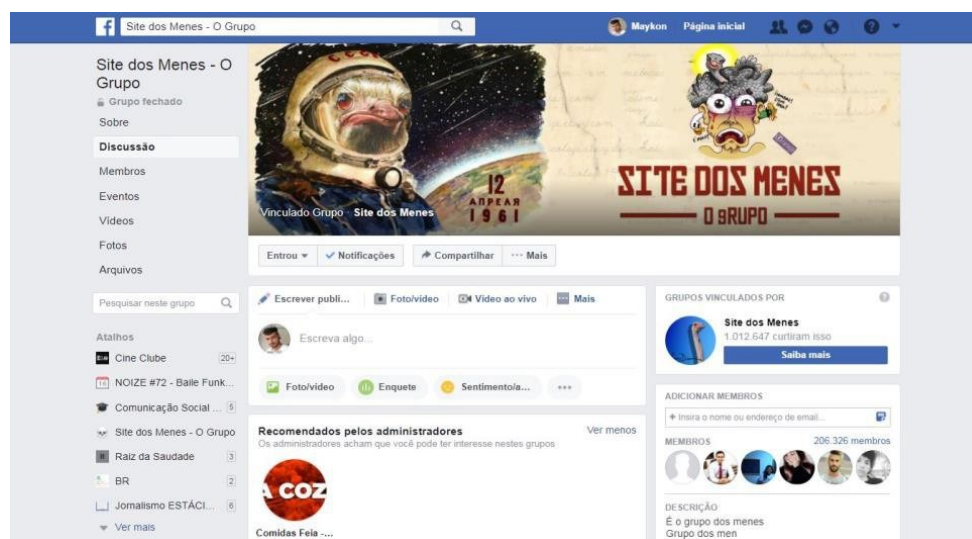 Site dos Menes - O Grupo
Maykon
Página inicial
Site dos Menes - O
Grupo
Grupo fechado
Sobre
Discussão
Membros
Eventos
Vídeos
Fotos
Arquivos
Pesquisar neste grupo
Atalhos
Cine Clube 20+
NOIZE #72 - Baile Funk...
Comunicação Social ... 5
Site dos Menes - O Grupo
Raiz da Saudade 3
BR 2
Jornalismo ESTÁCI... 6
Ver mais
СССР
12
АПРЕЛЯ
1961
Vinculado Grupo · Site dos Menes
SITE DOS MENES
O GRUPO
Entrou
Notificações
Compartilhar
Mais
Escrever publi...
Foto/vídeo
Vídeo ao vivo
Mais
Escreva algo...
Foto/vídeo
Enquete
Sentimento/a...
Recomendados pelos administradores
Ver menos
Os administradores acham que você pode ter interesse nestes grupos
A COZ
Comidas Feia -...
GRUPOS VINCULADOS POR
Site dos Menes
1.012.647 curtiram isso
Saiba mais
ADICIONAR MEMBROS
+ Insira o nome ou endereço de email...
MEMBROS
206.326 membros
DESCRIÇÃO
É o grupo dos menes
Grupo dos men